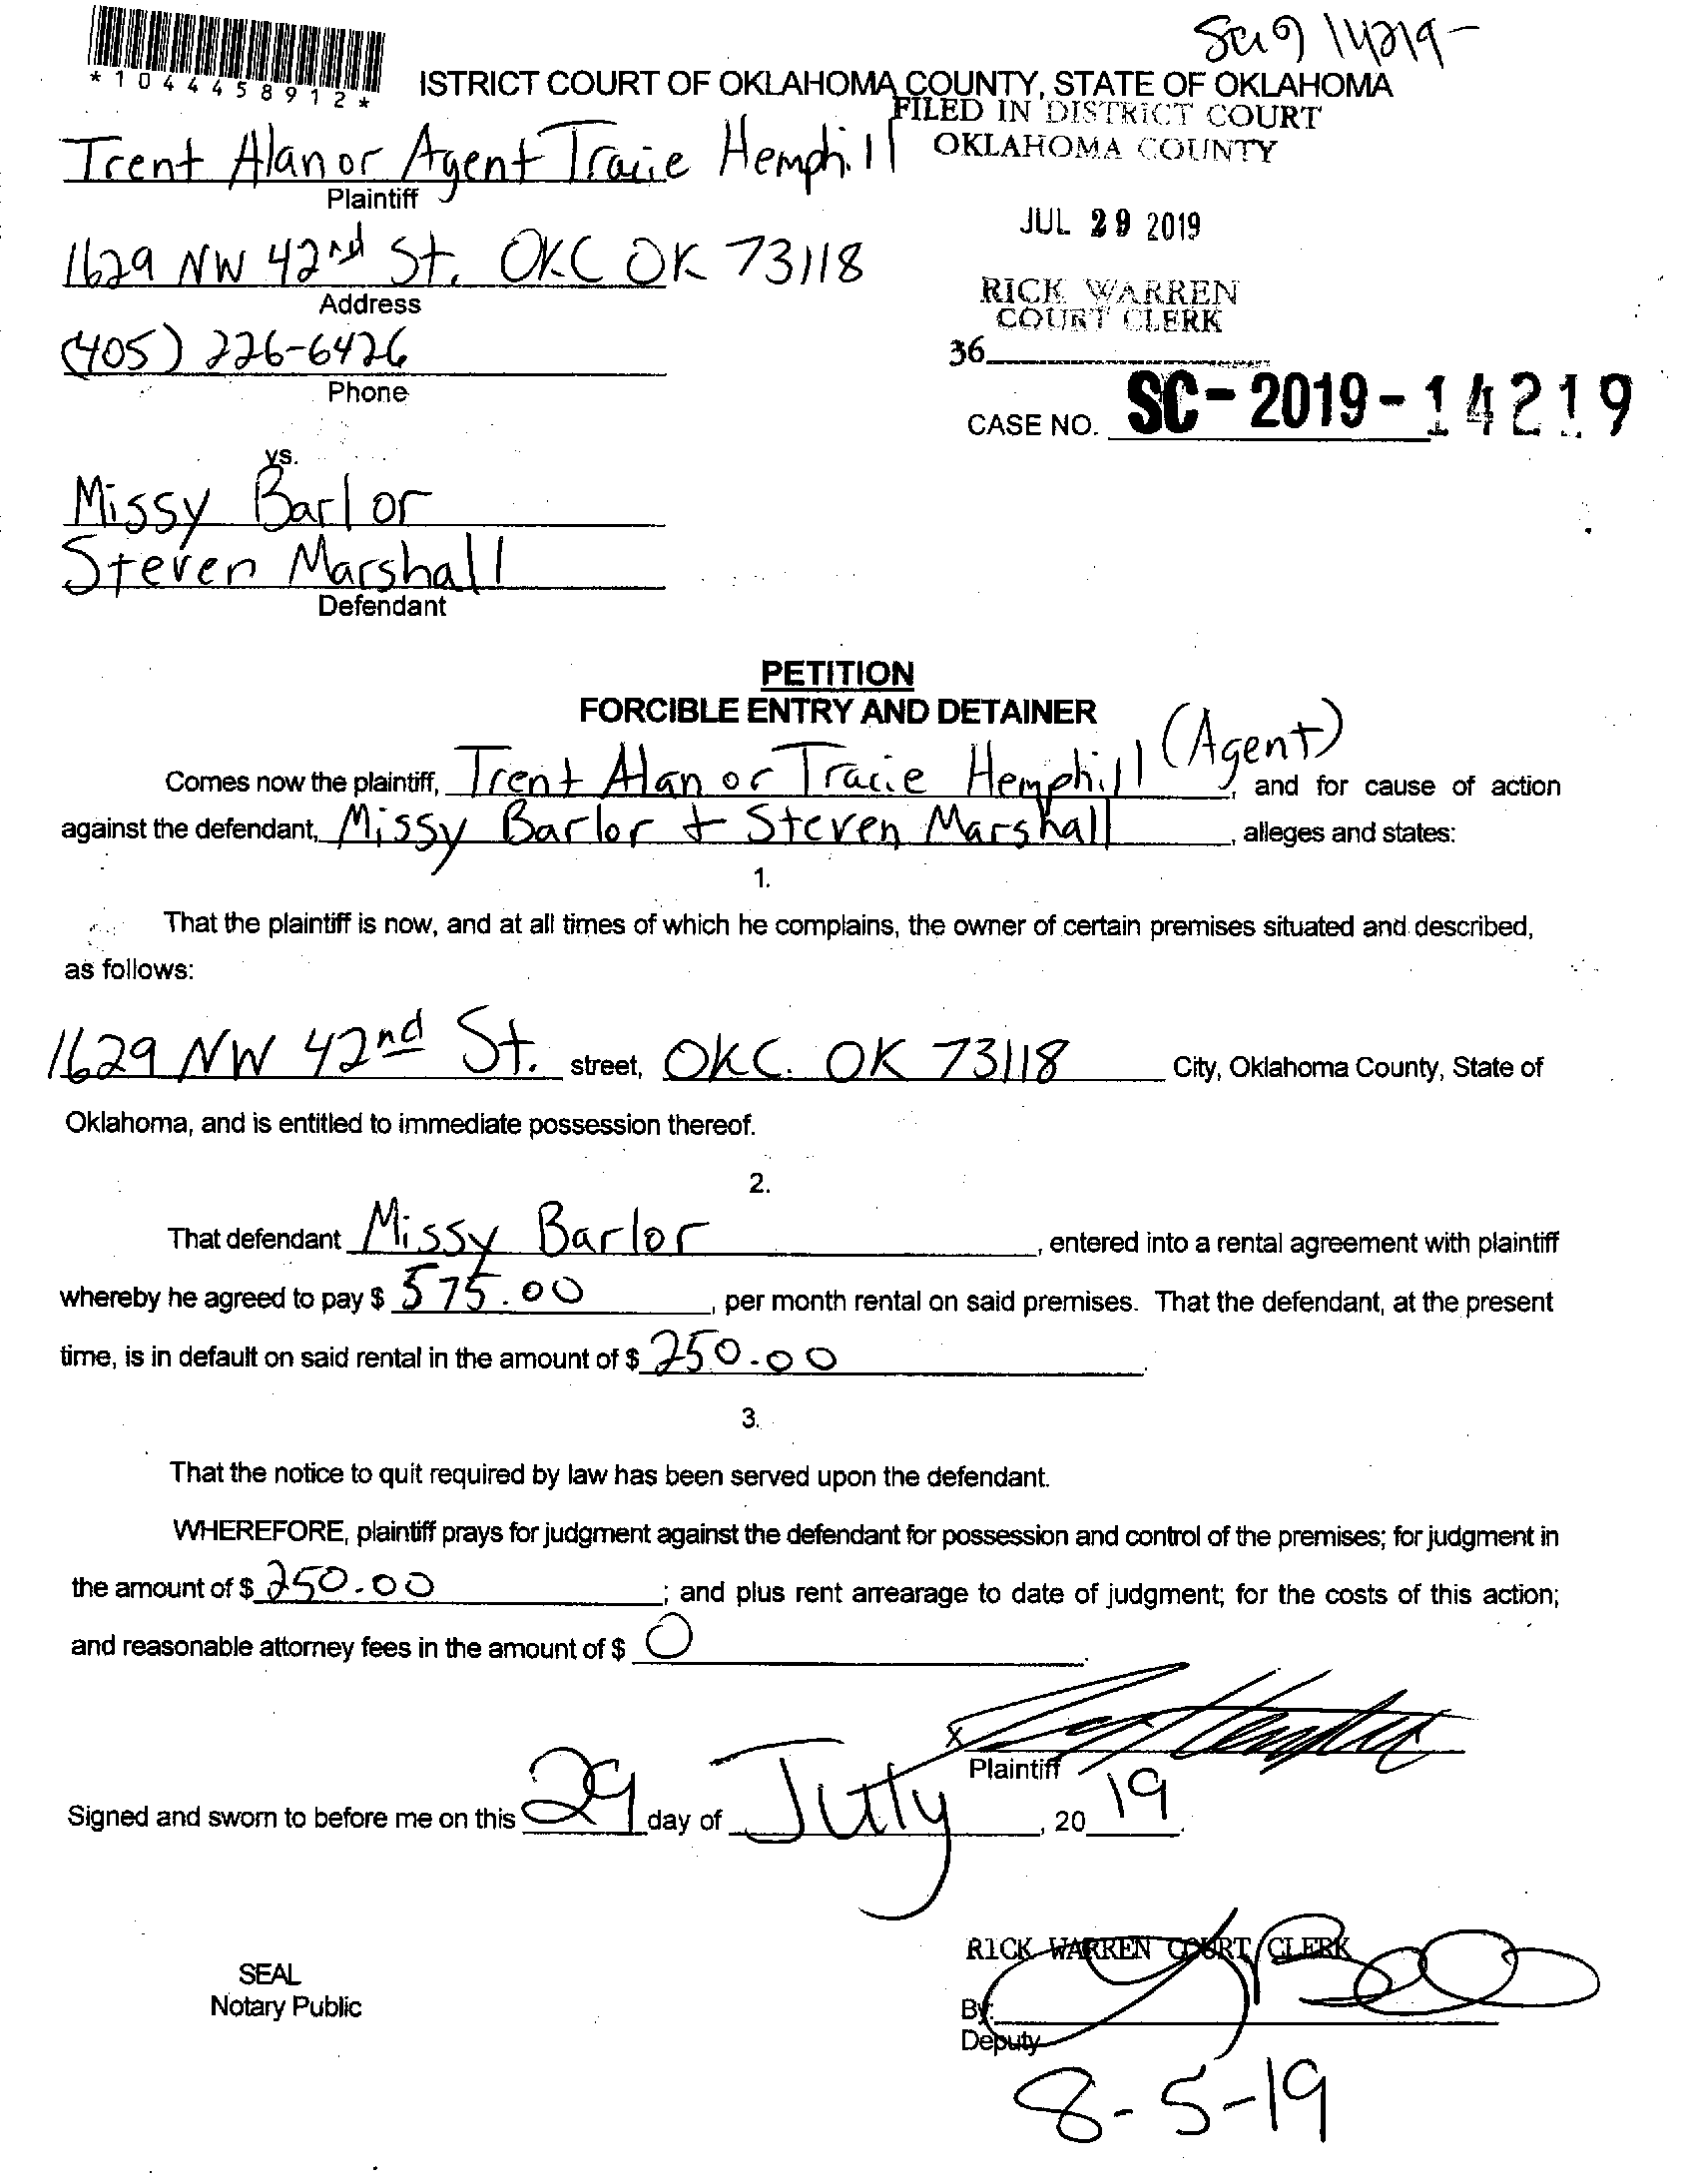 SC19 14219-
*1044458912*
ISTRICT COURT OF OKLAHOMA COUNTY, STATE OF OKLAHOMA
FILED IN DISTRICT COURT
OKLAHOMA COUNTY
Trent Alan or Agent Tracie Hemphill
Plaintiff
JUL 29 2019
1629 NW 42nd St. OKC OK 73118
Address
RICK WARREN
COURT CLERK
(405) 226-6426
36
Phone
CASE NO. SC-2019-14219
vs.
Missy Barlor
Steven Marshall
Defendant
PETITION
FORCIBLE ENTRY AND DETAINER
Comes now the plaintiff, Trent Alan or Tracie Hemphill (Agent), and for cause of action
against the defendant, Missy Barlor + Steven Marshall, alleges and states:
1.
That the plaintiff is now, and at all times of which he complains, the owner of certain premises situated and described,
as follows:
1629 NW 42nd St. street, OKC. OK 73118 City, Oklahoma County, State of
Oklahoma, and is entitled to immediate possession thereof.
2.
That defendant Missy Barlor, entered into a rental agreement with plaintiff
whereby he agreed to pay $ 575.00, per month rental on said premises. That the defendant, at the present
time, is in default on said rental in the amount of $ 250.00.
3.
That the notice to quit required by law has been served upon the defendant.
WHEREFORE, plaintiff prays for judgment against the defendant for possession and control of the premises; for judgment in
the amount of $ 250.00; and plus rent arrearage to date of judgment; for the costs of this action;
and reasonable attorney fees in the amount of $ 0.
X
Plaintiff
Signed and sworn to before me on this 29 day of July, 2019.
RICK WARREN COURT CLERK
SEAL
Notary Public
By:
Deputy
8-5-19